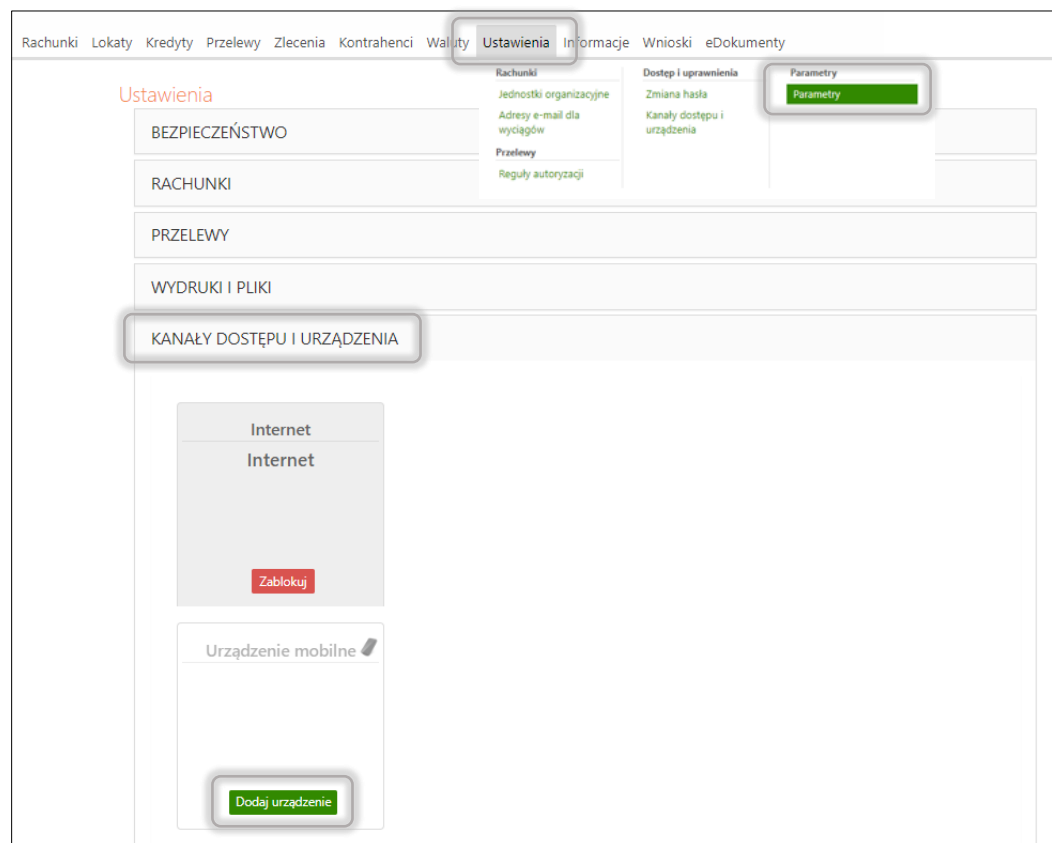 Rachunki Lokaty Kredyty Przelewy Zlecenia Kontrahenci Waluty Ustawienia Informacje Wnioski eDokumenty
Rachunki
Jednostki organizacyjne
Adresy e-mail dla
wyciągów
Przelewy
Reguły autoryzacji
Dostęp i uprawnienia
Zmiana hasła
Kanały dostępu i
urządzenia
Parametry
Parametry
Ustawienia
BEZPIECZEŃSTWO
RACHUNKI
PRZELEWY
WYDRUKI I PLIKI
KANAŁY DOSTĘPU I URZĄDZENIA
Internet
Internet
Zablokuj
Urządzenie mobilne
Dodaj urządzenie